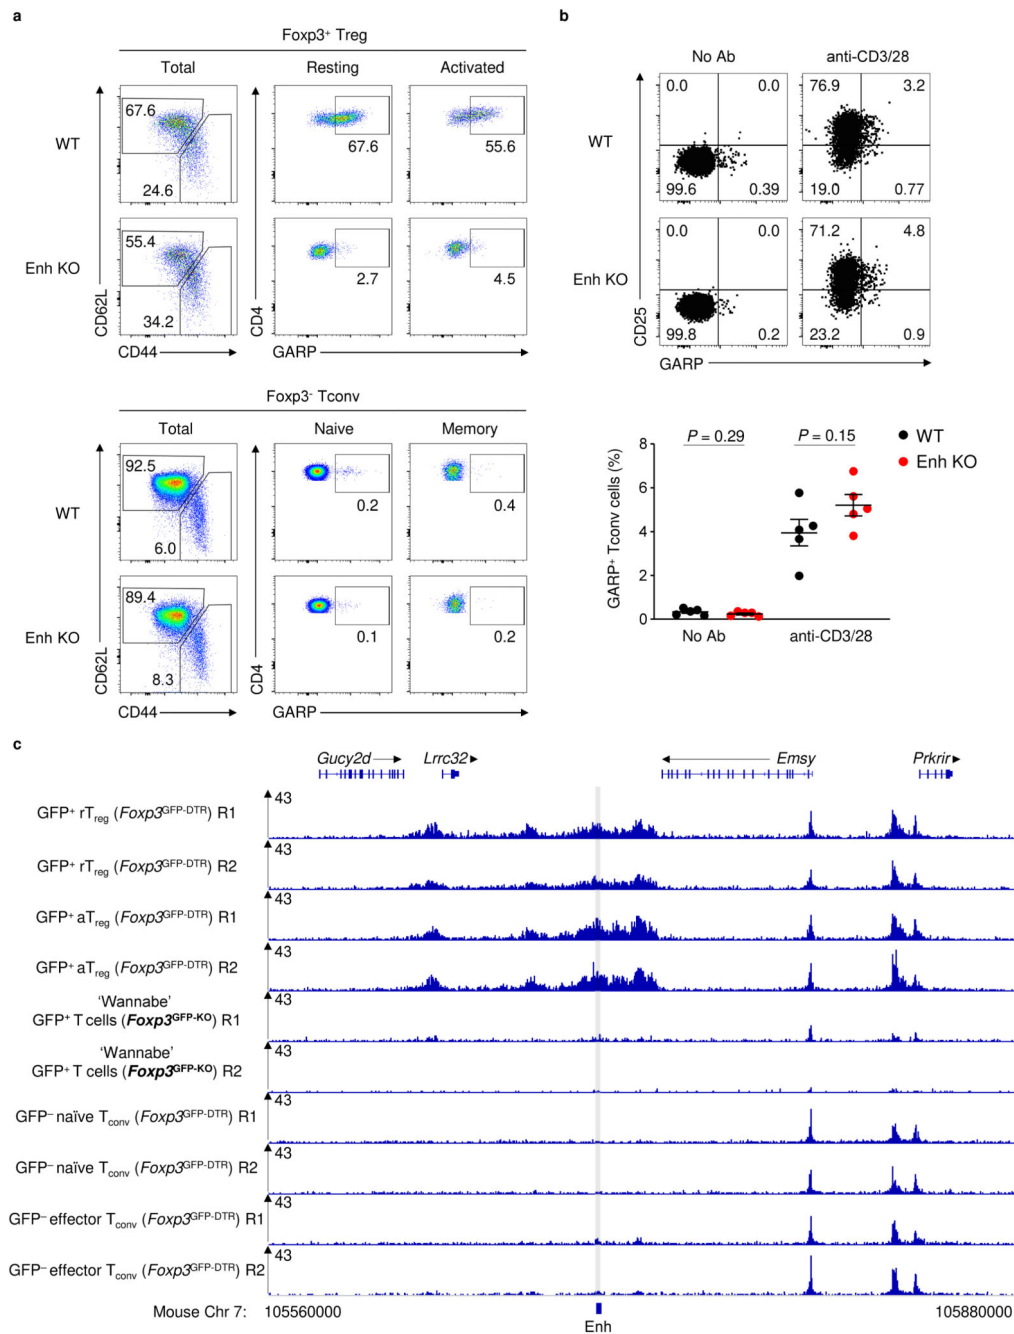 a
Foxp3⁺ Treg
Total
Resting
Activated
WT
67.6
24.6
67.6
55.6
Enh KO
55.4
34.2
2.7
4.5
CD62L
CD4
CD44
GARP
Foxp3⁻ Tconv
Total
Naive
Memory
WT
92.5
6.0
0.2
0.4
Enh KO
89.4
8.3
0.1
0.2
CD62L
CD4
CD44
GARP
b
No Ab
anti-CD3/28
WT
0.0
0.0
76.9
3.2
99.6
0.39
19.0
0.77
Enh KO
0.0
0.0
71.2
4.8
99.8
0.2
23.2
0.9
CD25
GARP
GARP⁺ Tconv cells (%)
8
6
4
2
0
P = 0.29
P = 0.15
WT
Enh KO
No Ab
anti-CD3/28
c
Gucy2d
Lrrc32
Emsy
Prkrir
GFP⁺ rTreg (Foxp3GFP-DTR) R1
43
GFP⁺ rTreg (Foxp3GFP-DTR) R2
43
GFP⁺ aTreg (Foxp3GFP-DTR) R1
43
GFP⁺ aTreg (Foxp3GFP-DTR) R2
43
'Wannabe'
GFP⁺ T cells (Foxp3GFP-KO) R1
43
'Wannabe'
GFP⁺ T cells (Foxp3GFP-KO) R2
43
GFP⁻ naïve Tconv (Foxp3GFP-DTR) R1
43
GFP⁻ naïve Tconv (Foxp3GFP-DTR) R2
43
GFP⁻ effector Tconv (Foxp3GFP-DTR) R1
43
GFP⁻ effector Tconv (Foxp3GFP-DTR) R2
43
Mouse Chr 7:
105560000
105880000
Enh